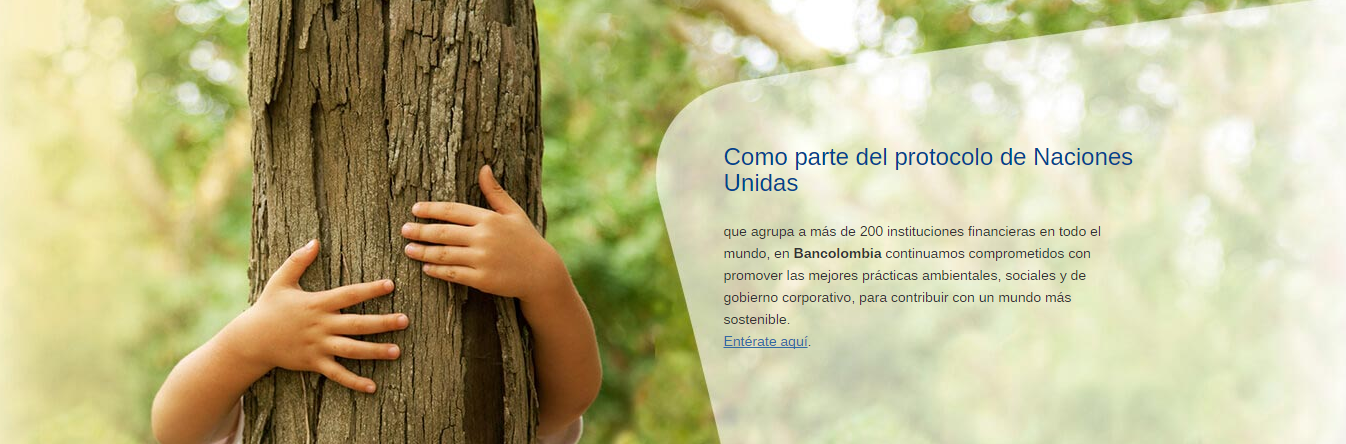 Como parte del protocolo de Naciones
Unidas
que agrupa a más de 200 instituciones financieras en todo el
mundo, en Bancolombia continuamos comprometidos con
promover las mejores prácticas ambientales, sociales y de
gobierno corporativo, para contribuir con un mundo más
sostenible.
Entérate aquí.